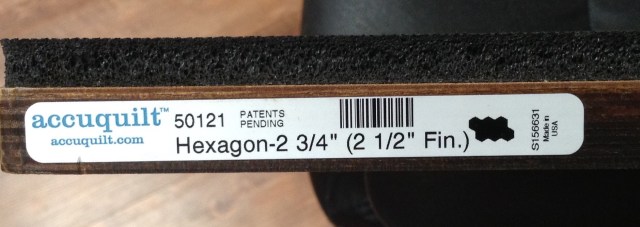 accuquilt™
accuquilt.com
50121
PATENTS
PENDING
Hexagon-2 3/4" (2 1/2" Fin.)
S156631
Made in
USA